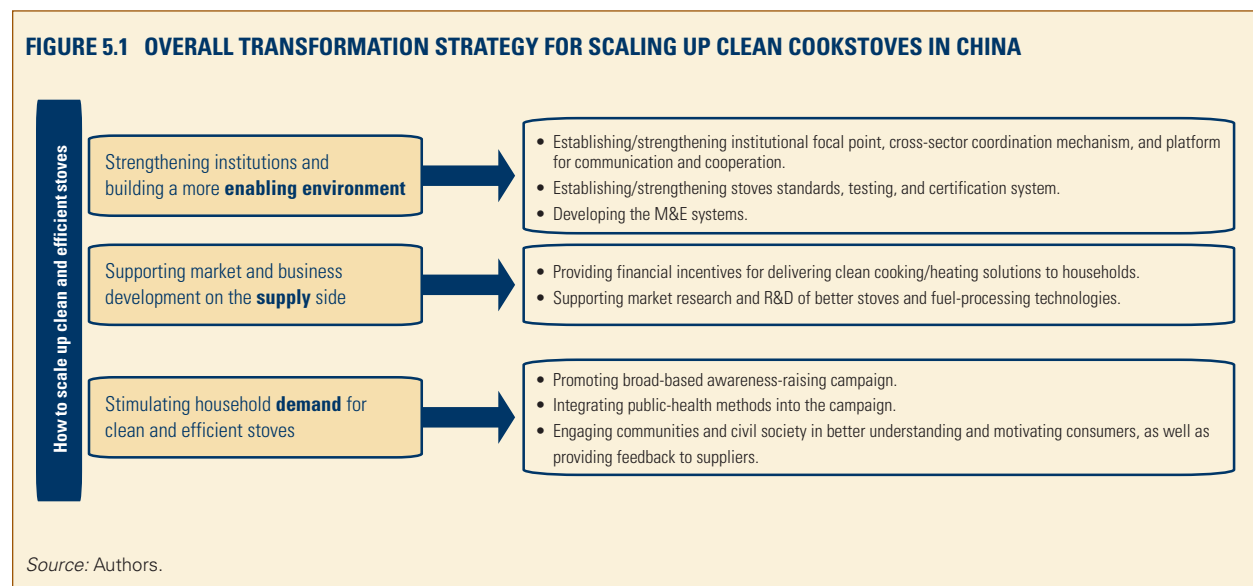 FIGURE 5.1 OVERALL TRANSFORMATION STRATEGY FOR SCALING UP CLEAN COOKSTOVES IN CHINA
How to scale up clean and efficient stoves
Strengthening institutions and
building a more enabling environment
• Establishing/strengthening institutional focal point, cross-sector coordination mechanism, and platform
for communication and cooperation.
• Establishing/strengthening stoves standards, testing, and certification system.
• Developing the M&E systems.
Supporting market and business
development on the supply side
• Providing financial incentives for delivering clean cooking/heating solutions to households.
• Supporting market research and R&D of better stoves and fuel-processing technologies.
Stimulating household demand for
clean and efficient stoves
• Promoting broad-based awareness-raising campaign.
• Integrating public-health methods into the campaign.
• Engaging communities and civil society in better understanding and motivating consumers, as well as
providing feedback to suppliers.
Source: Authors.